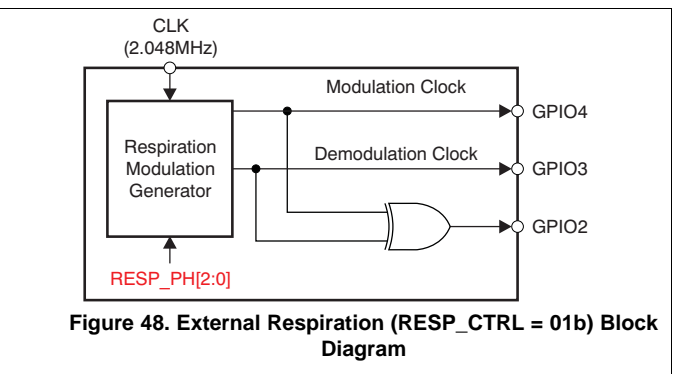 CLK
(2.048MHz)
Modulation Clock
GPIO4
Respiration
Modulation
Generator
Demodulation Clock
GPIO3
GPIO2
RESP_PH[2:0]
Figure 48. External Respiration (RESP_CTRL = 01b) Block
Diagram